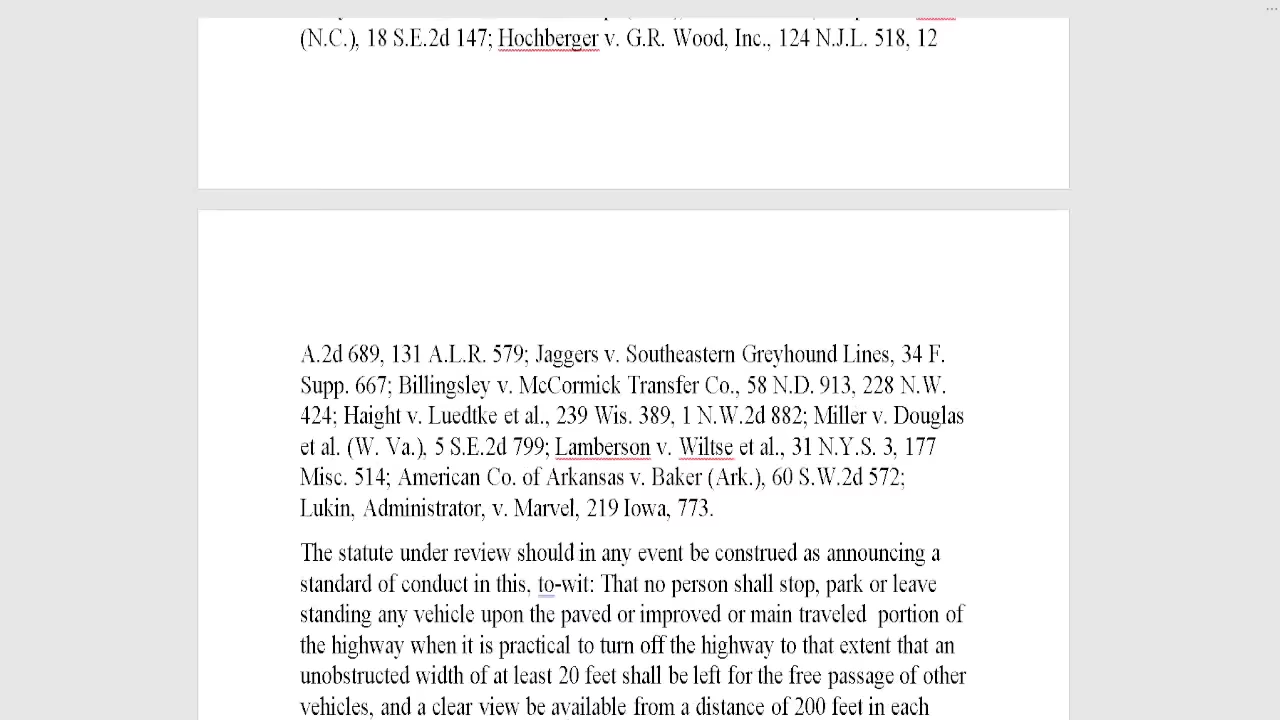 (N.C.), 18 S.E.2d 147; Hochberger v. G.R. Wood, Inc., 124 N.J.L. 518, 12
A.2d 689, 131 A.L.R. 579; Jaggers v. Southeastern Greyhound Lines, 34 F.
Supp. 667; Billingsley v. McCormick Transfer Co., 58 N.D. 913, 228 N.W.
424; Haight v. Luedtke et al., 239 Wis. 389, 1 N.W.2d 882; Miller v. Douglas
et al. (W. Va.), 5 S.E.2d 799; Lamberson v. Wiltse et al., 31 N.Y.S. 3, 177
Misc. 514; American Co. of Arkansas v. Baker (Ark.), 60 S.W.2d 572;
Lukin, Administrator, v. Marvel, 219 Iowa, 773.
The statute under review should in any event be construed as announcing a
standard of conduct in this, to-wit: That no person shall stop, park or leave
standing any vehicle upon the paved or improved or main traveled portion of
the highway when it is practical to turn off the highway to that extent that an
unobstructed width of at least 20 feet shall be left for the free passage of other
vehicles, and a clear view be available from a distance of 200 feet in each